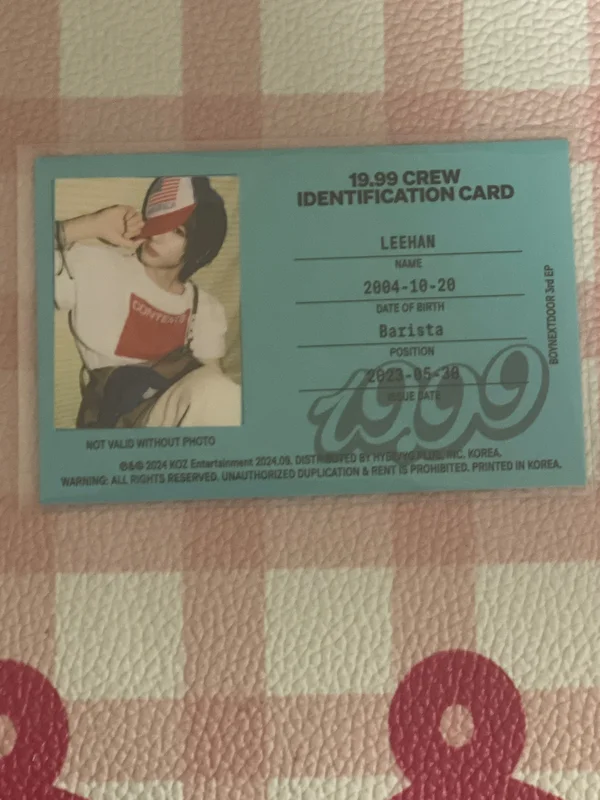 19.99 CREW
IDENTIFICATION CARD
LEEHAN
NAME
2004-10-20
DATE OF BIRTH
Barista
POSITION
2023-05-30
ISSUE DATE
1999
BOYNEXTDOOR 3rd EP
CONTENTS
NOT VALID WITHOUT PHOTO
℗&© 2024 KOZ Entertainment 2024.09. DISTRIBUTED BY HYBE/YG PLUS, INC. KOREA.
WARNING: ALL RIGHTS RESERVED. UNAUTHORIZED DUPLICATION & RENT IS PROHIBITED. PRINTED IN KOREA.